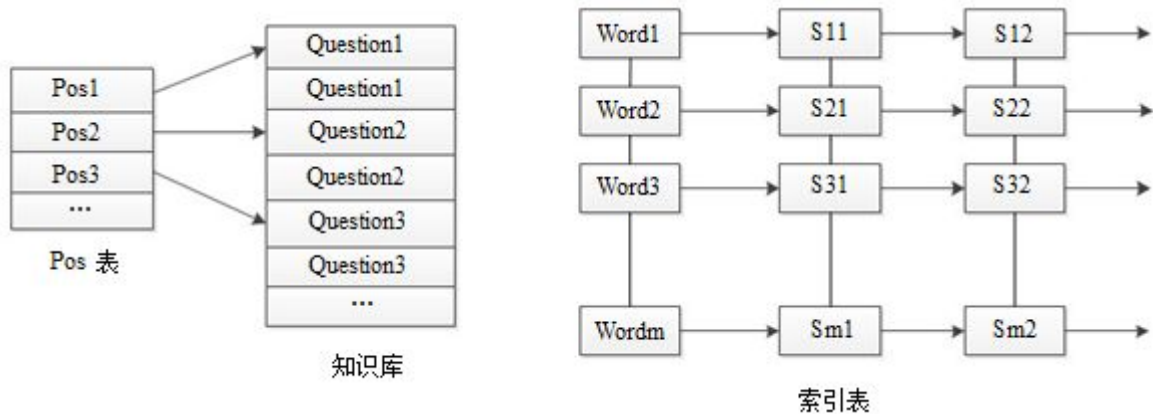 Pos1
Pos2
Pos3
...
Pos 表
Question1
Question1
Question2
Question2
Question3
Question3
...
知识库
Word1 S11 S12
Word2 S21 S22
Word3 S31 S32
Wordm Sm1 Sm2
索引表